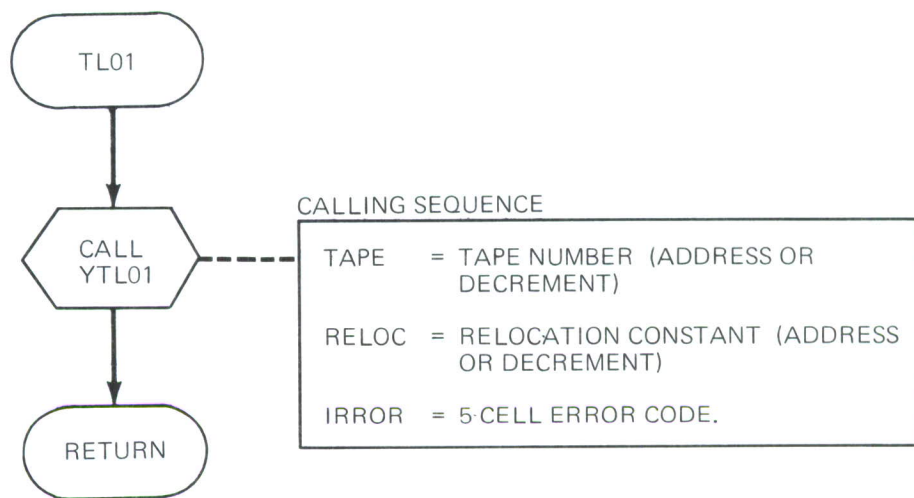 TL01
CALL
YTL01
CALLING SEQUENCE
TAPE = TAPE NUMBER (ADDRESS OR
DECREMENT)
RELOC = RELOCATION CONSTANT (ADDRESS
OR DECREMENT)
IRROR = 5-CELL ERROR CODE.
RETURN